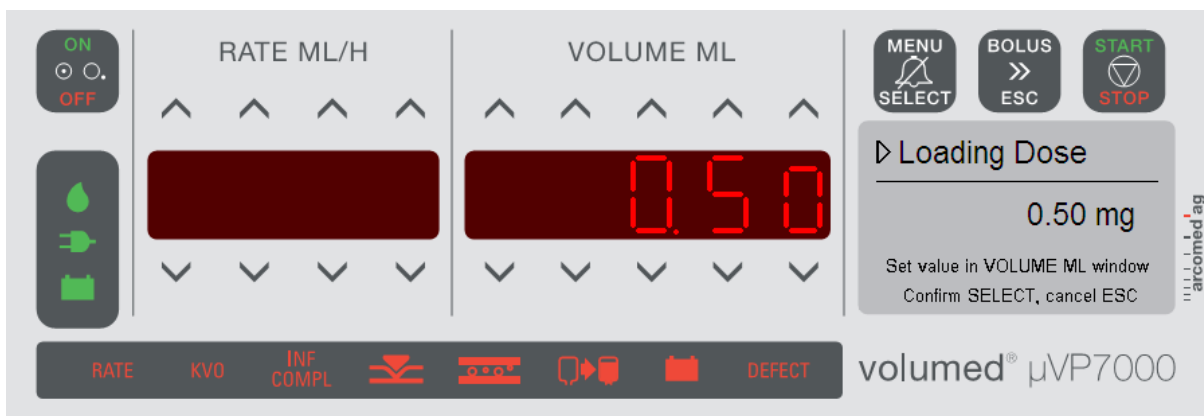 ON
OFF
RATE ML/H
VOLUME ML
MENU
SELECT
BOLUS
ESC
START
STOP
0.50
Loading Dose
0.50 mg
Set value in VOLUME ML window
Confirm SELECT, cancel ESC
arcomed ag
RATE
KVO
INF
COMPL
DEFECT
volumed® µVP7000